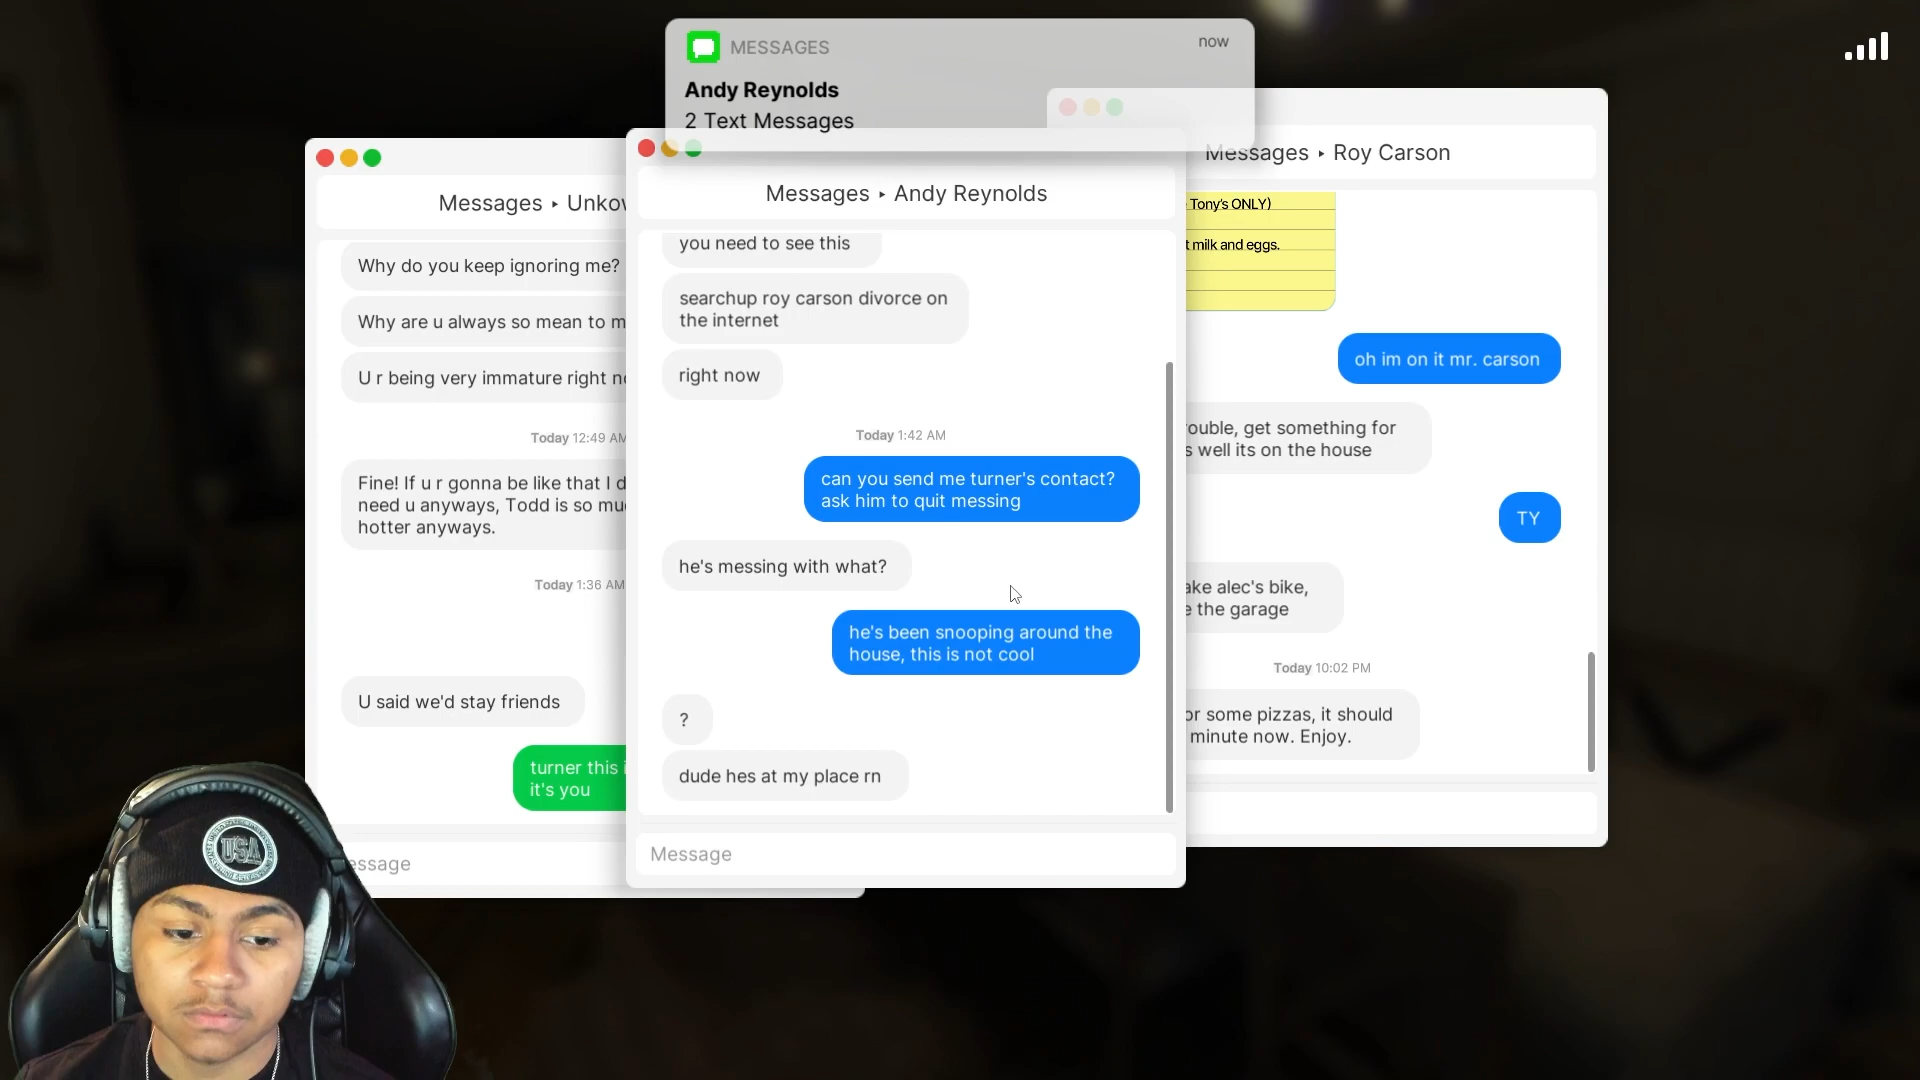 MESSAGES
now
Andy Reynolds
2 Text Messages
Messages ‣ Unkow
Why do you keep ignoring me?
Why are u always so mean to m
U r being very immature right n
Today 12:49 AM
Fine! If u r gonna be like that I d
need u anyways, Todd is so mu
hotter anyways.
Today 1:36 AM
U said we'd stay friends
turner this i
it's you
essage
Messages ‣ Andy Reynolds
you need to see this
searchup roy carson divorce on
the internet
right now
Today 1:42 AM
can you send me turner's contact?
ask him to quit messing
he's messing with what?
he's been snooping around the
house, this is not cool
?
dude hes at my place rn
Message
Messages ‣ Roy Carson
Tony's ONLY)
t milk and eggs.
oh im on it mr. carson
rouble, get something for
s well its on the house
TY
ake alec's bike,
e the garage
Today 10:02 PM
or some pizzas, it should
minute now. Enjoy.
USA